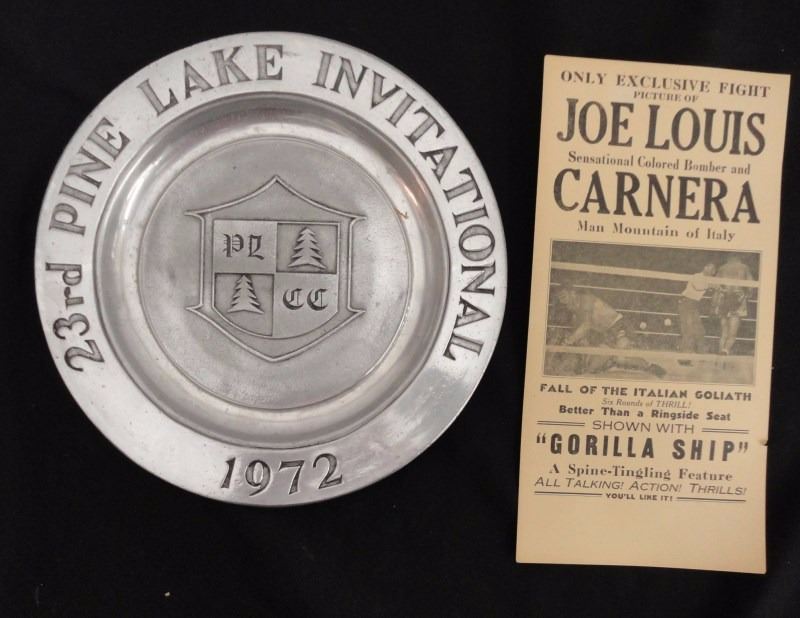 23rd PINE LAKE INVITATIONAL
PL
CC
1972
ONLY EXCLUSIVE FIGHT
PICTURE OF
JOE LOUIS
Sensational Colored Bomber and
CARNERA
Man Mountain of Italy
FALL OF THE ITALIAN GOLIATH
Six Rounds of THRILL!
Better Than a Ringside Seat
SHOWN WITH
"GORILLA SHIP"
A Spine-Tingling Feature
ALL TALKING! ACTION! THRILLS!
YOU'LL LIKE IT!